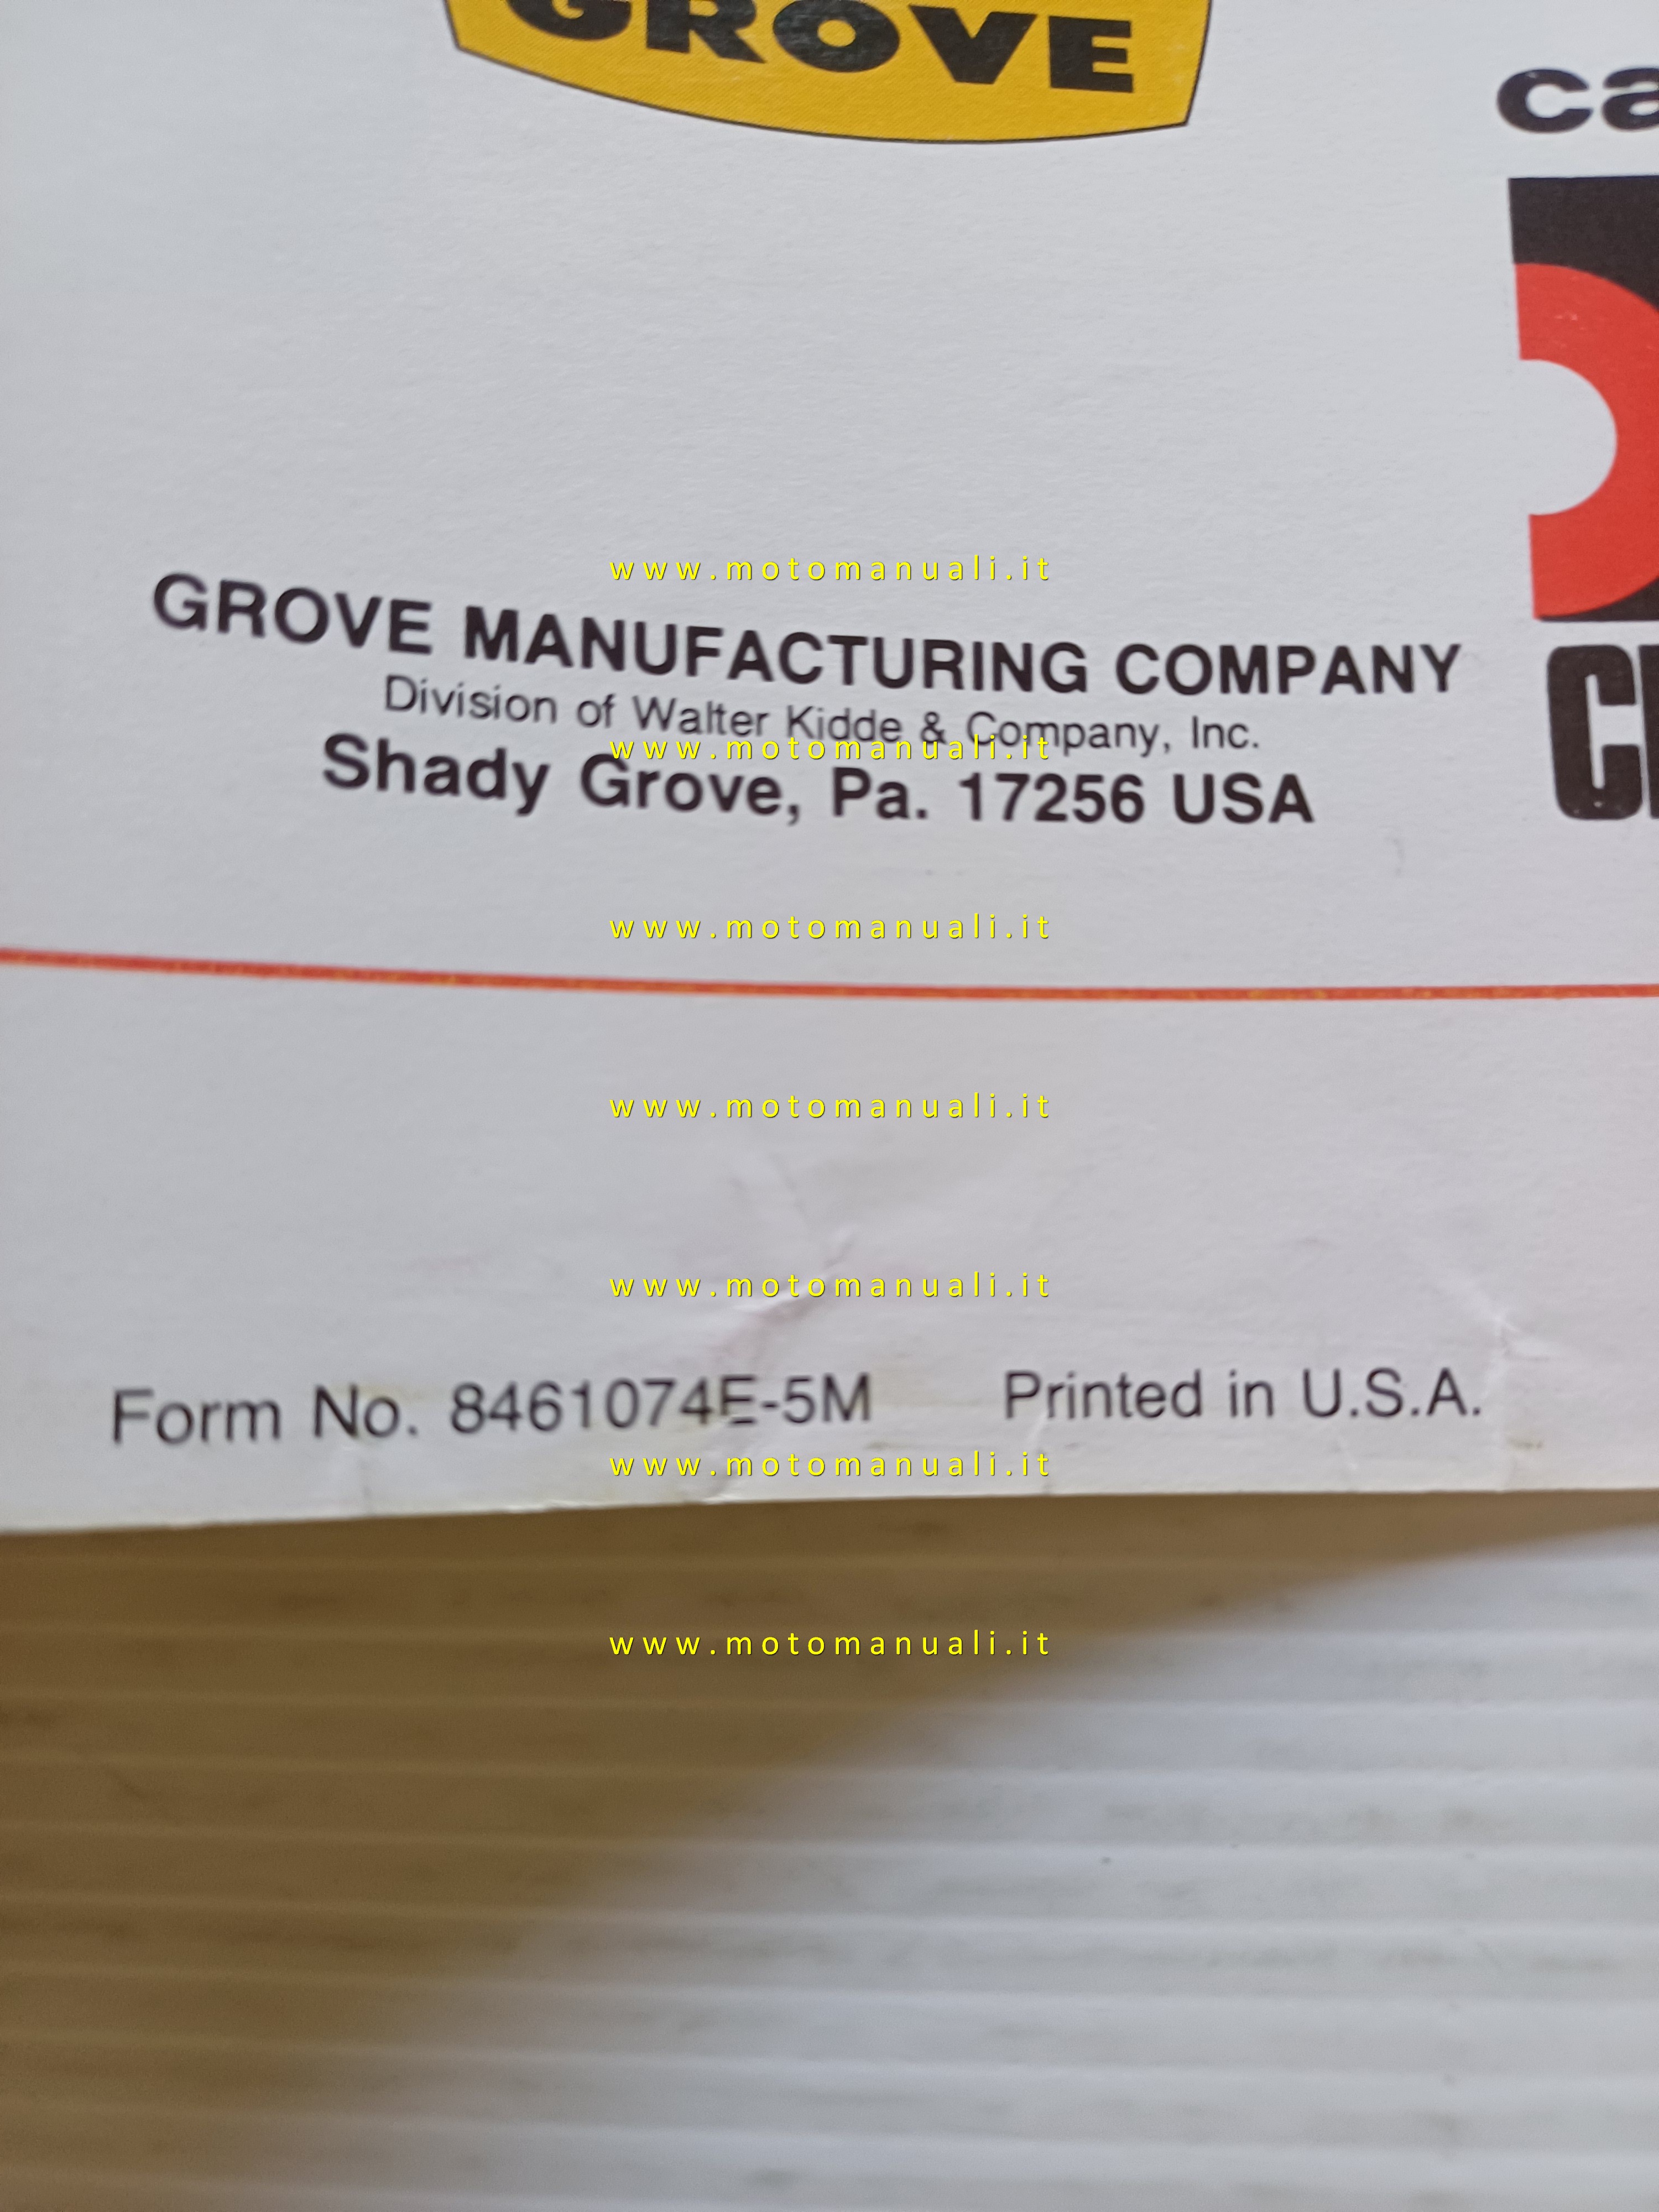 GROVE
ca
www.motomanuali.it
GROVE MANUFACTURING COMPANY
Division of Walter Kidde & Company, Inc.
www.motomanuali.it
Shady Grove, Pa. 17256 USA
www.motomanuali.it
www.motomanuali.it
www.motomanuali.it
Form No. 8461074E-5M Printed in U.S.A.
www.motomanuali.it
www.motomanuali.it